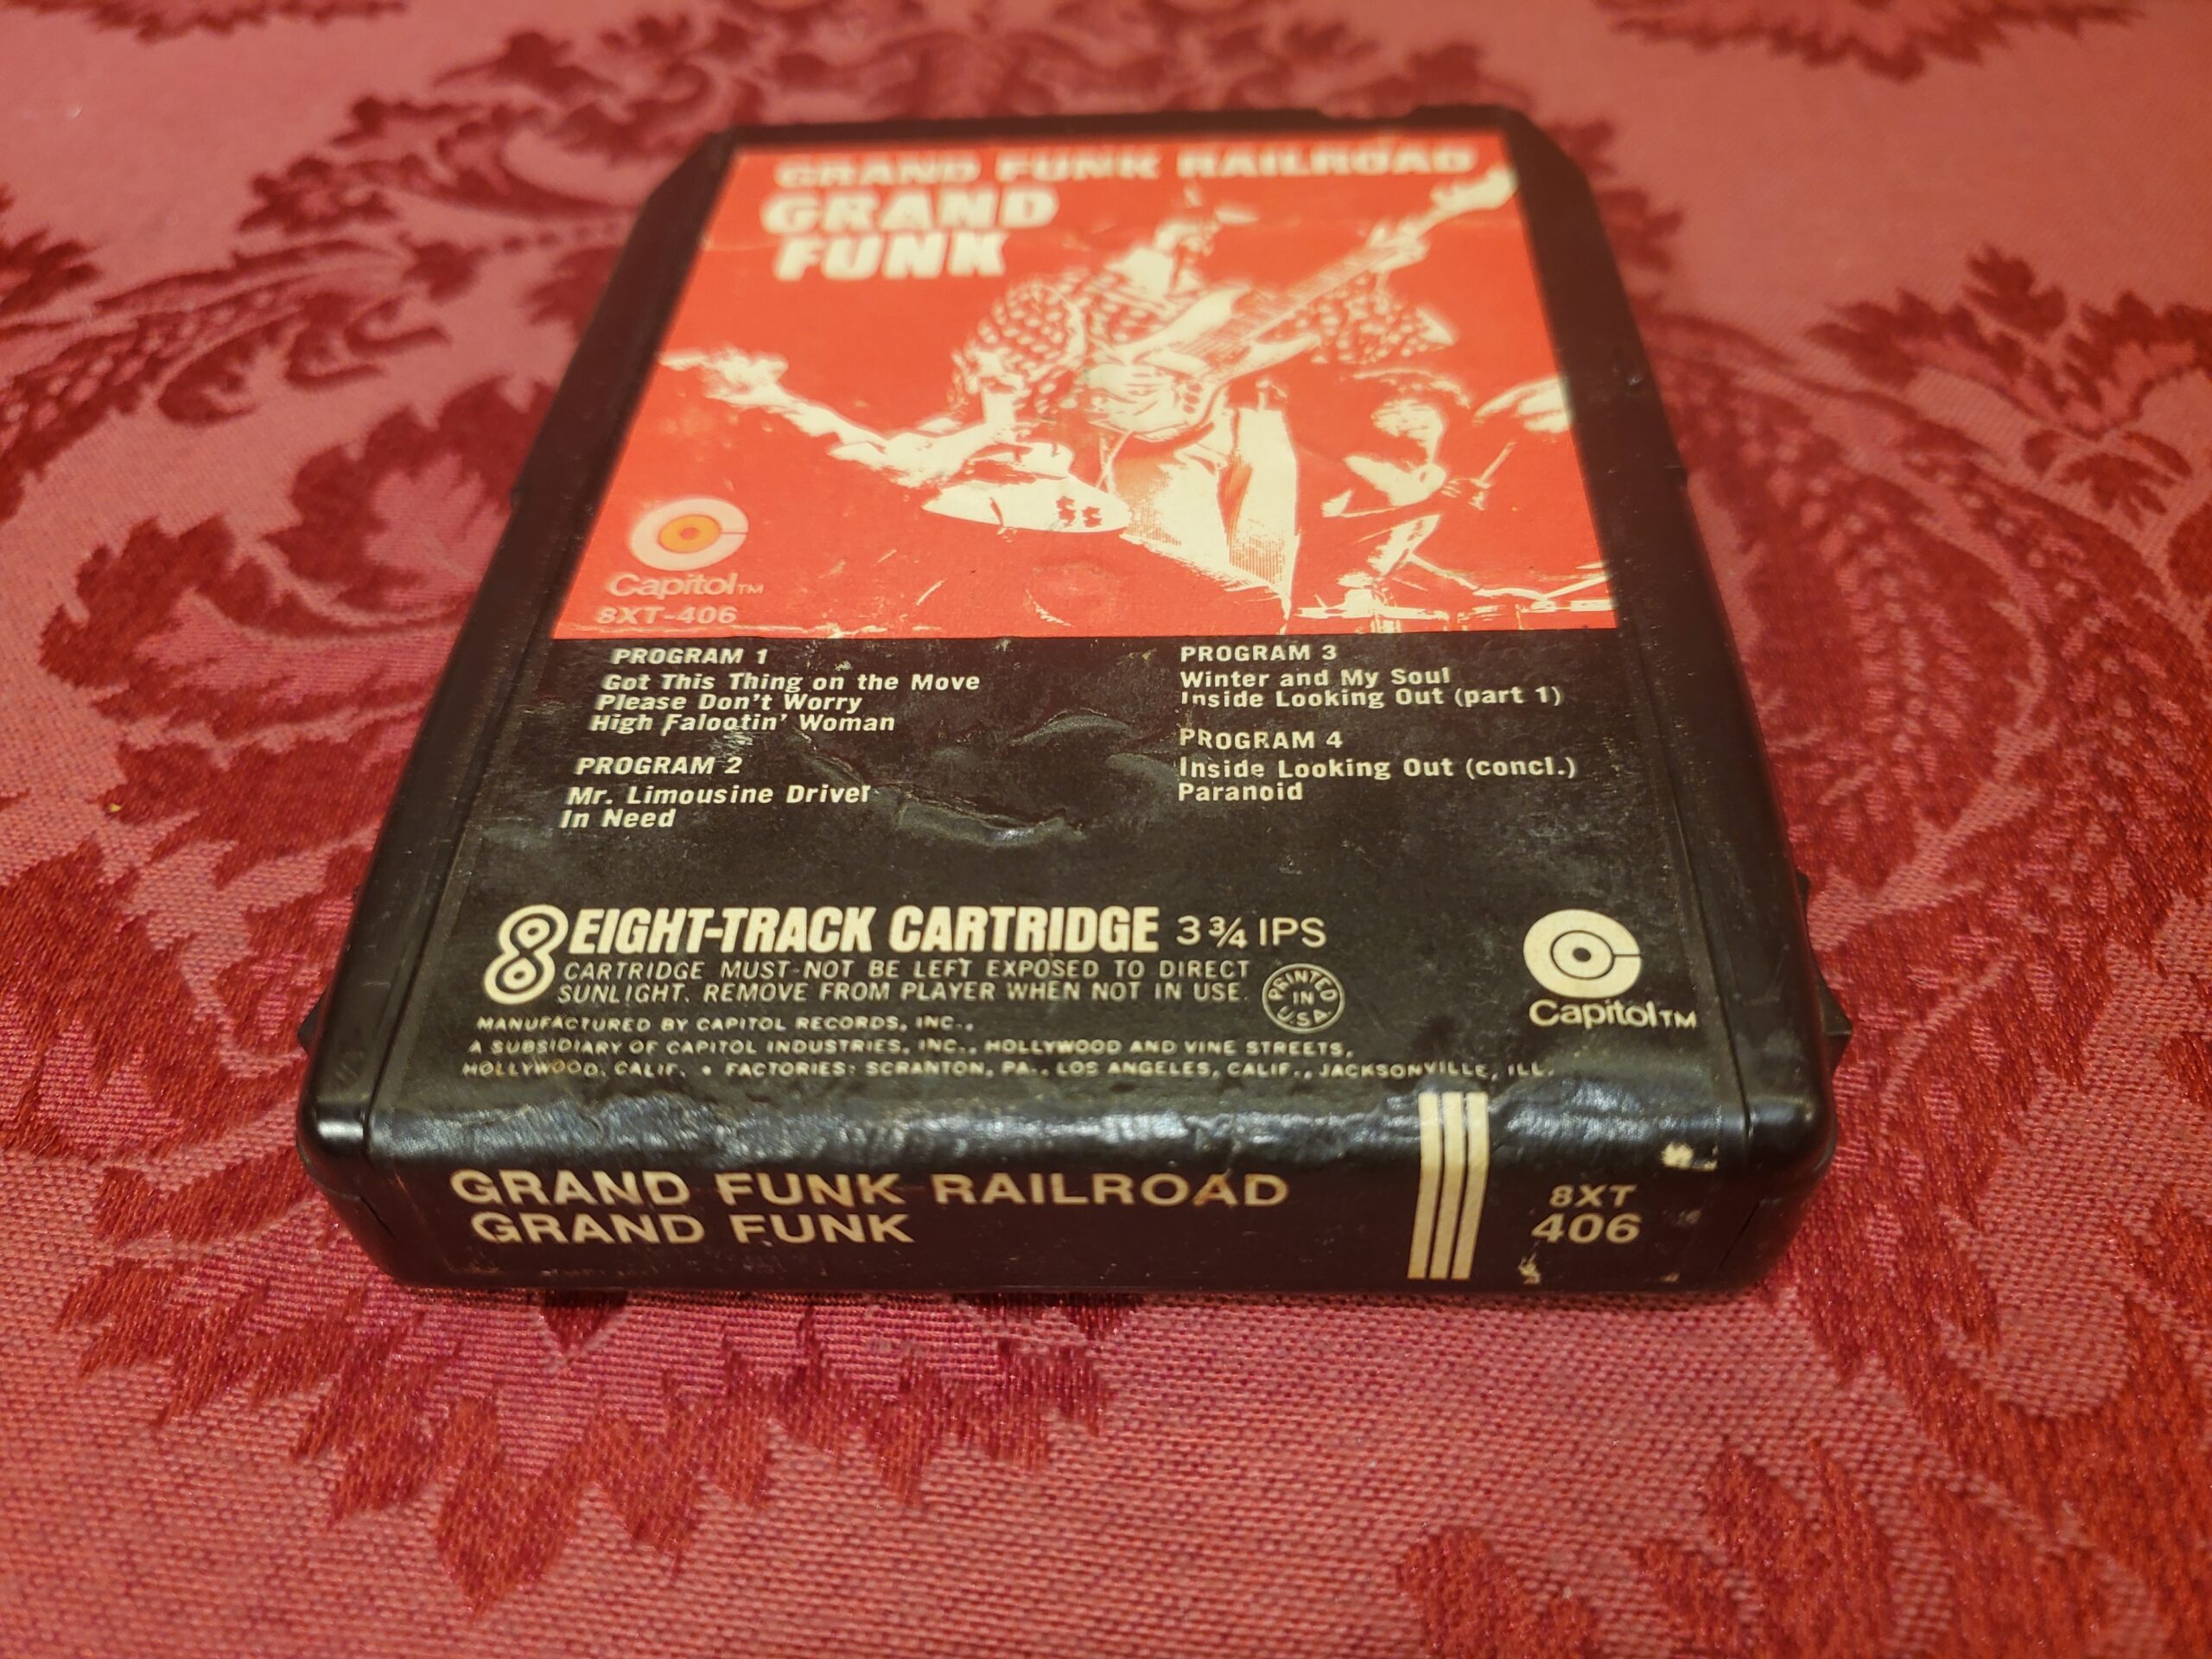 GRAND FUNK RAILROAD
GRAND
FUNK
Capitol™
8XT-406
PROGRAM 1
Got This Thing on the Move
Please Don't Worry
High Falootin' Woman
PROGRAM 2
Mr. Limousine Driver
In Need
PROGRAM 3
Winter and My Soul
Inside Looking Out (part 1)
PROGRAM 4
Inside Looking Out (concl.)
Paranoid
8 EIGHT-TRACK CARTRIDGE 3 ¾ IPS
CARTRIDGE MUST NOT BE LEFT EXPOSED TO DIRECT
SUNLIGHT. REMOVE FROM PLAYER WHEN NOT IN USE.
PRINTED
IN
U.S.A.
Capitol™
MANUFACTURED BY CAPITOL RECORDS, INC.,
A SUBSIDIARY OF CAPITOL INDUSTRIES, INC., HOLLYWOOD AND VINE STREETS,
HOLLYWOOD, CALIF. • FACTORIES: SCRANTON, PA., LOS ANGELES, CALIF., JACKSONVILLE, ILL.
GRAND FUNK RAILROAD
GRAND FUNK
8XT
406